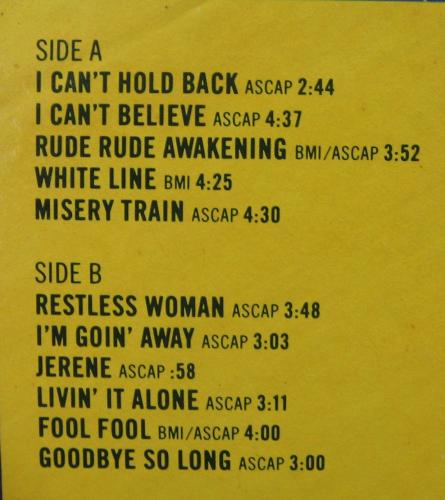 SIDE A
I CAN'T HOLD BACK ASCAP 2:44
I CAN'T BELIEVE ASCAP 4:37
RUDE RUDE AWAKENING BMI/ASCAP 3:52
WHITE LINE BMI 4:25
MISERY TRAIN ASCAP 4:30
SIDE B
RESTLESS WOMAN ASCAP 3:48
I'M GOIN' AWAY ASCAP 3:03
JERENE ASCAP :58
LIVIN' IT ALONE ASCAP 3:11
FOOL FOOL BMI/ASCAP 4:00
GOODBYE SO LONG ASCAP 3:00